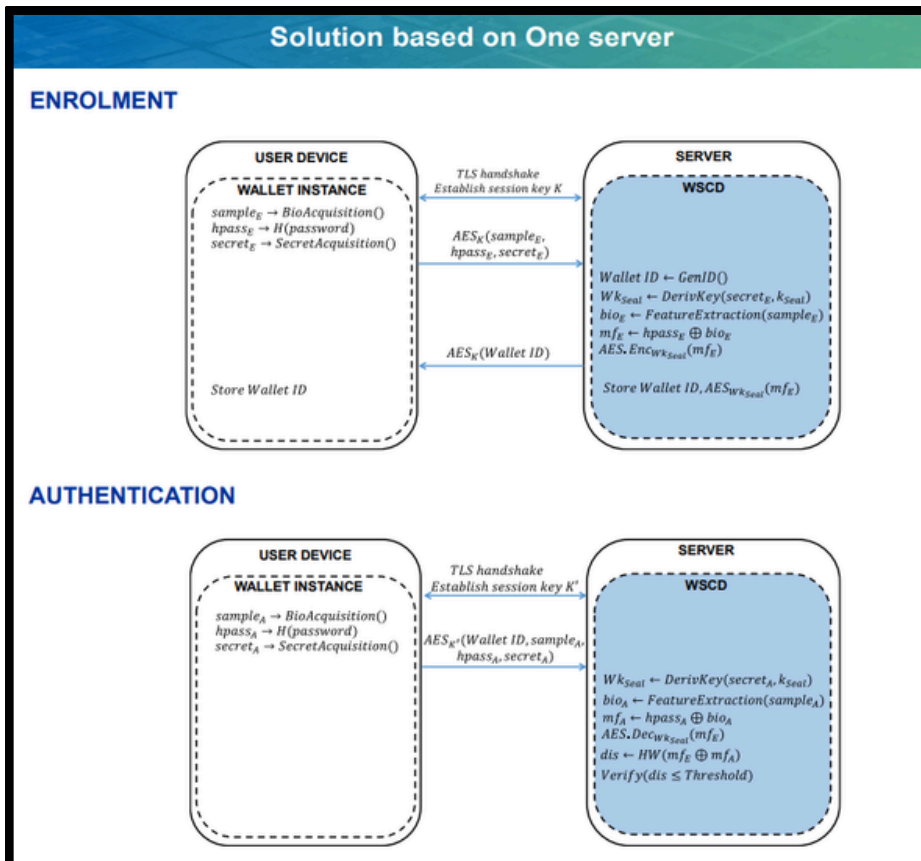 Solution based on One server
ENROLMENT
USER DEVICE
WALLET INSTANCE
sample_E → BioAcquisition()
hpass_E → H(password)
secret_E → SecretAcquisition()
Store Wallet ID
TLS handshake
Establish session key K
AES_K(sample_E,
hpass_E, secret_E)
AES_K(Wallet ID)
SERVER
WSCD
Wallet ID ← GenID()
Wk_Seal ← DerivKey(secret_E, k_Seal)
bio_E ← FeatureExtraction(sample_E)
mf_E ← hpass_E ⊕ bio_E
AES.Enc_Wk_Seal(mf_E)
Store Wallet ID, AES_Wk_Seal(mf_E)
AUTHENTICATION
USER DEVICE
WALLET INSTANCE
sample_A → BioAcquisition()
hpass_A → H(password)
secret_A → SecretAcquisition()
TLS handshake
Establish session key K'
AES_K'(Wallet ID, sample_A,
hpass_A, secret_A)
SERVER
WSCD
Wk_Seal ← DerivKey(secret_A, k_Seal)
bio_A ← FeatureExtraction(sample_A)
mf_A ← hpass_A ⊕ bio_A
AES.Dec_Wk_Seal(mf_E)
dis ← HW(mf_E ⊕ mf_A)
Verify(dis ≤ Threshold)